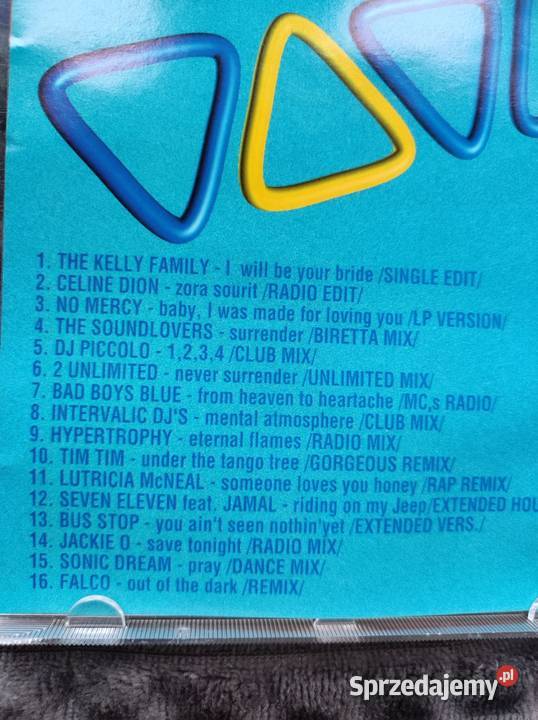 1. THE KELLY FAMILY - I will be your bride /SINGLE EDIT/
2. CELINE DION - zora sourit /RADIO EDIT/
3. NO MERCY - baby, I was made for loving you /LP VERSION/
4. THE SOUNDLOVERS - surrender /BIRETTA MIX/
5. DJ PICCOLO - 1,2,3,4 /CLUB MIX/
6. 2 UNLIMITED - never surrender /UNLIMITED MIX/
7. BAD BOYS BLUE - from heaven to heartache /MC,s RADIO/
8. INTERVALIC DJ'S - mental atmosphere /CLUB MIX/
9. HYPERTROPHY - eternal flames /RADIO MIX/
10. TIM TIM - under the tango tree /GORGEOUS REMIX/
11. LUTRICIA McNEAL - someone loves you honey /RAP REMIX/
12. SEVEN ELEVEN feat. JAMAL - riding on my Jeep/EXTENDED HOU
13. BUS STOP - you ain't seen nothin'yet /EXTENDED VERS./
14. JACKIE O - save tonight /RADIO MIX/
15. SONIC DREAM - pray /DANCE MIX/
16. FALCO - out of the dark /REMIX/
Sprzedajemy.pl